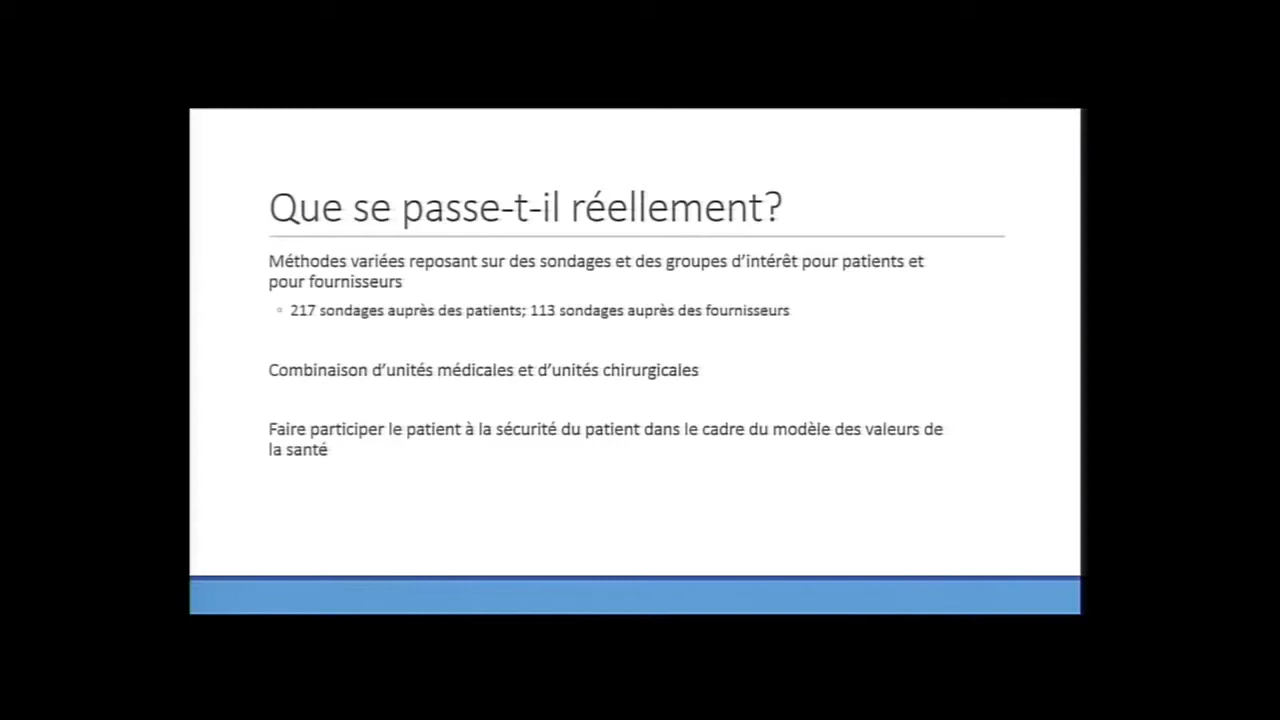 Que se passe-t-il réellement?
Méthodes variées reposant sur des sondages et des groupes d'intérêt pour patients et
pour fournisseurs
◦ 217 sondages auprès des patients; 113 sondages auprès des fournisseurs
Combinaison d'unités médicales et d'unités chirurgicales
Faire participer le patient à la sécurité du patient dans le cadre du modèle des valeurs de
la santé